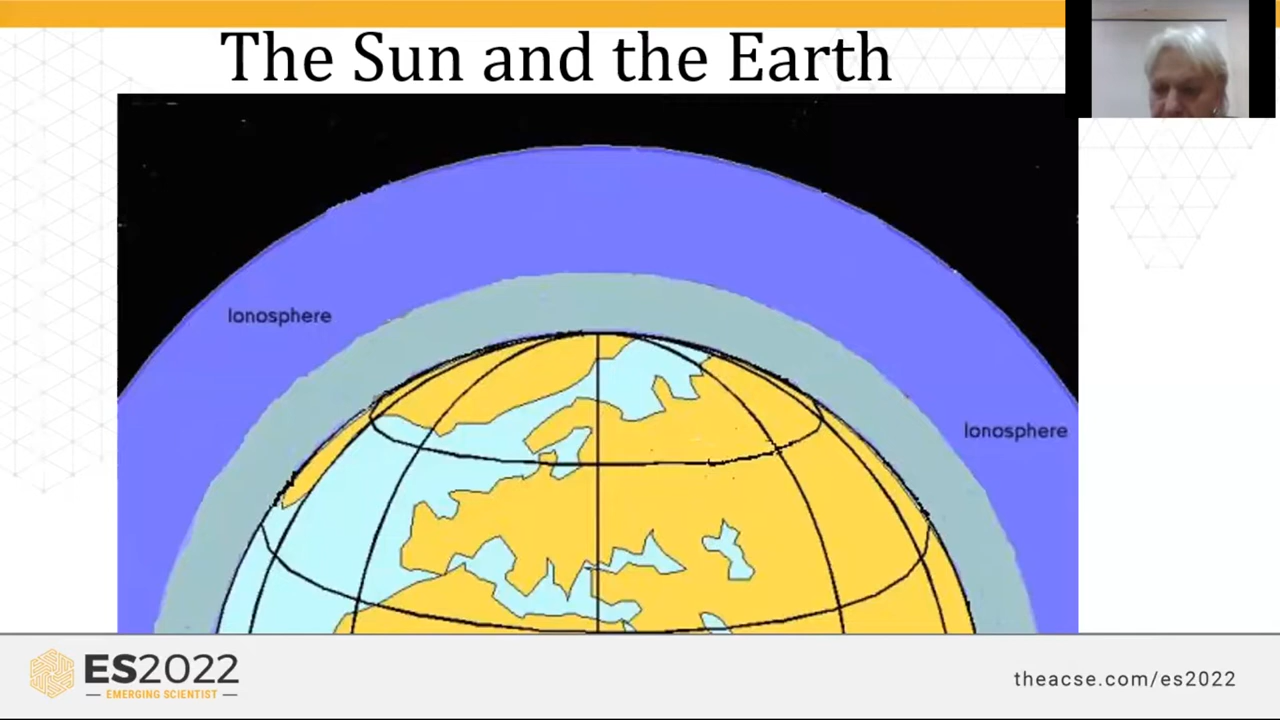 The Sun and the Earth
Ionosphere
Ionosphere
ES2022
EMERGING SCIENTIST
theacse.com/es2022